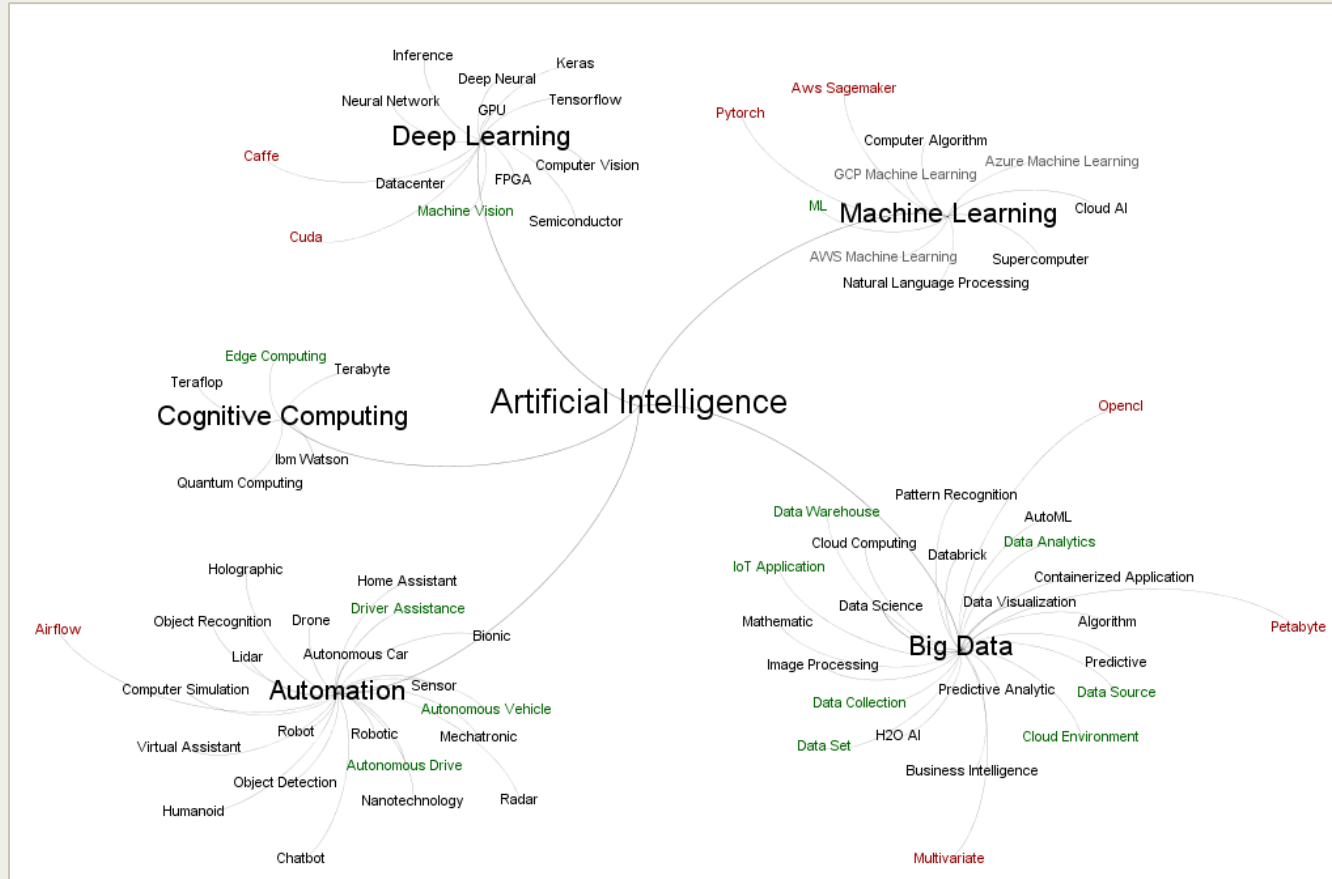 Inference
Keras
Deep Neural
Neural Network
Tensorflow
GPU
Deep Learning
Caffe
Computer Vision
Datacenter
FPGA
Machine Vision
Semiconductor
Cuda
Aws Sagemaker
Pytorch
Computer Algorithm
Azure Machine Learning
GCP Machine Learning
ML
Machine Learning
Cloud AI
AWS Machine Learning
Supercomputer
Natural Language Processing
Edge Computing
Terabyte
Teraflop
Cognitive Computing
Ibm Watson
Quantum Computing
Artificial Intelligence
Opencl
Pattern Recognition
Data Warehouse
AutoML
Cloud Computing
Data Analytics
Databrick
IoT Application
Containerized Application
Data Science
Data Visualization
Mathematic
Algorithm
Petabyte
Big Data
Image Processing
Predictive
Predictive Analytic
Data Source
Data Collection
H2O AI
Cloud Environment
Data Set
Business Intelligence
Multivariate
Holographic
Home Assistant
Driver Assistance
Airflow
Object Recognition
Drone
Bionic
Lidar
Autonomous Car
Computer Simulation
Automation
Sensor
Autonomous Vehicle
Robot
Robotic
Mechatronic
Virtual Assistant
Autonomous Drive
Object Detection
Nanotechnology
Radar
Humanoid
Chatbot